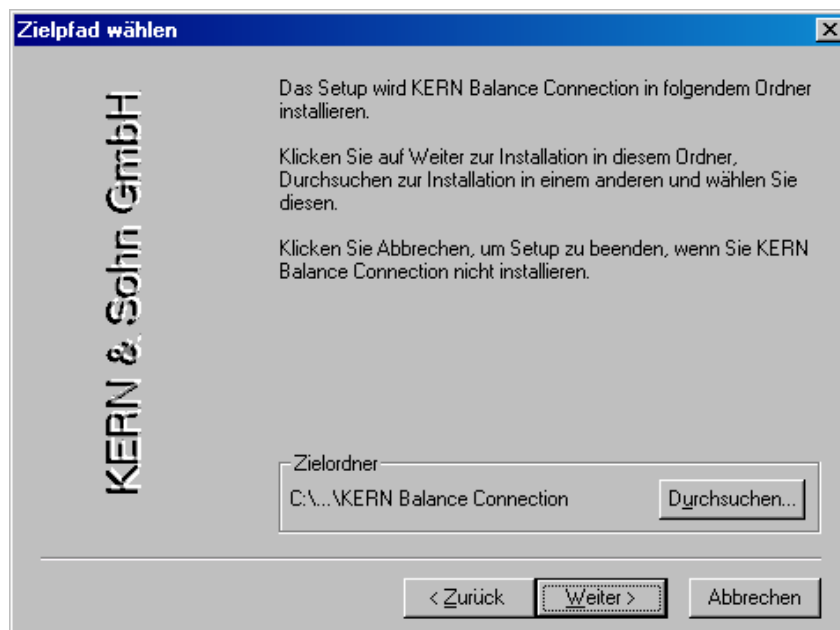 Zielpfad wählen
KERN & Sohn GmbH
Das Setup wird KERN Balance Connection in folgendem Ordner
installieren.
Klicken Sie auf Weiter zur Installation in diesem Ordner,
Durchsuchen zur Installation in einem anderen und wählen Sie
diesen.
Klicken Sie Abbrechen, um Setup zu beenden, wenn Sie KERN
Balance Connection nicht installieren.
Zielordner
C:\...\KERN Balance Connection
Durchsuchen...
< Zurück
Weiter >
Abbrechen